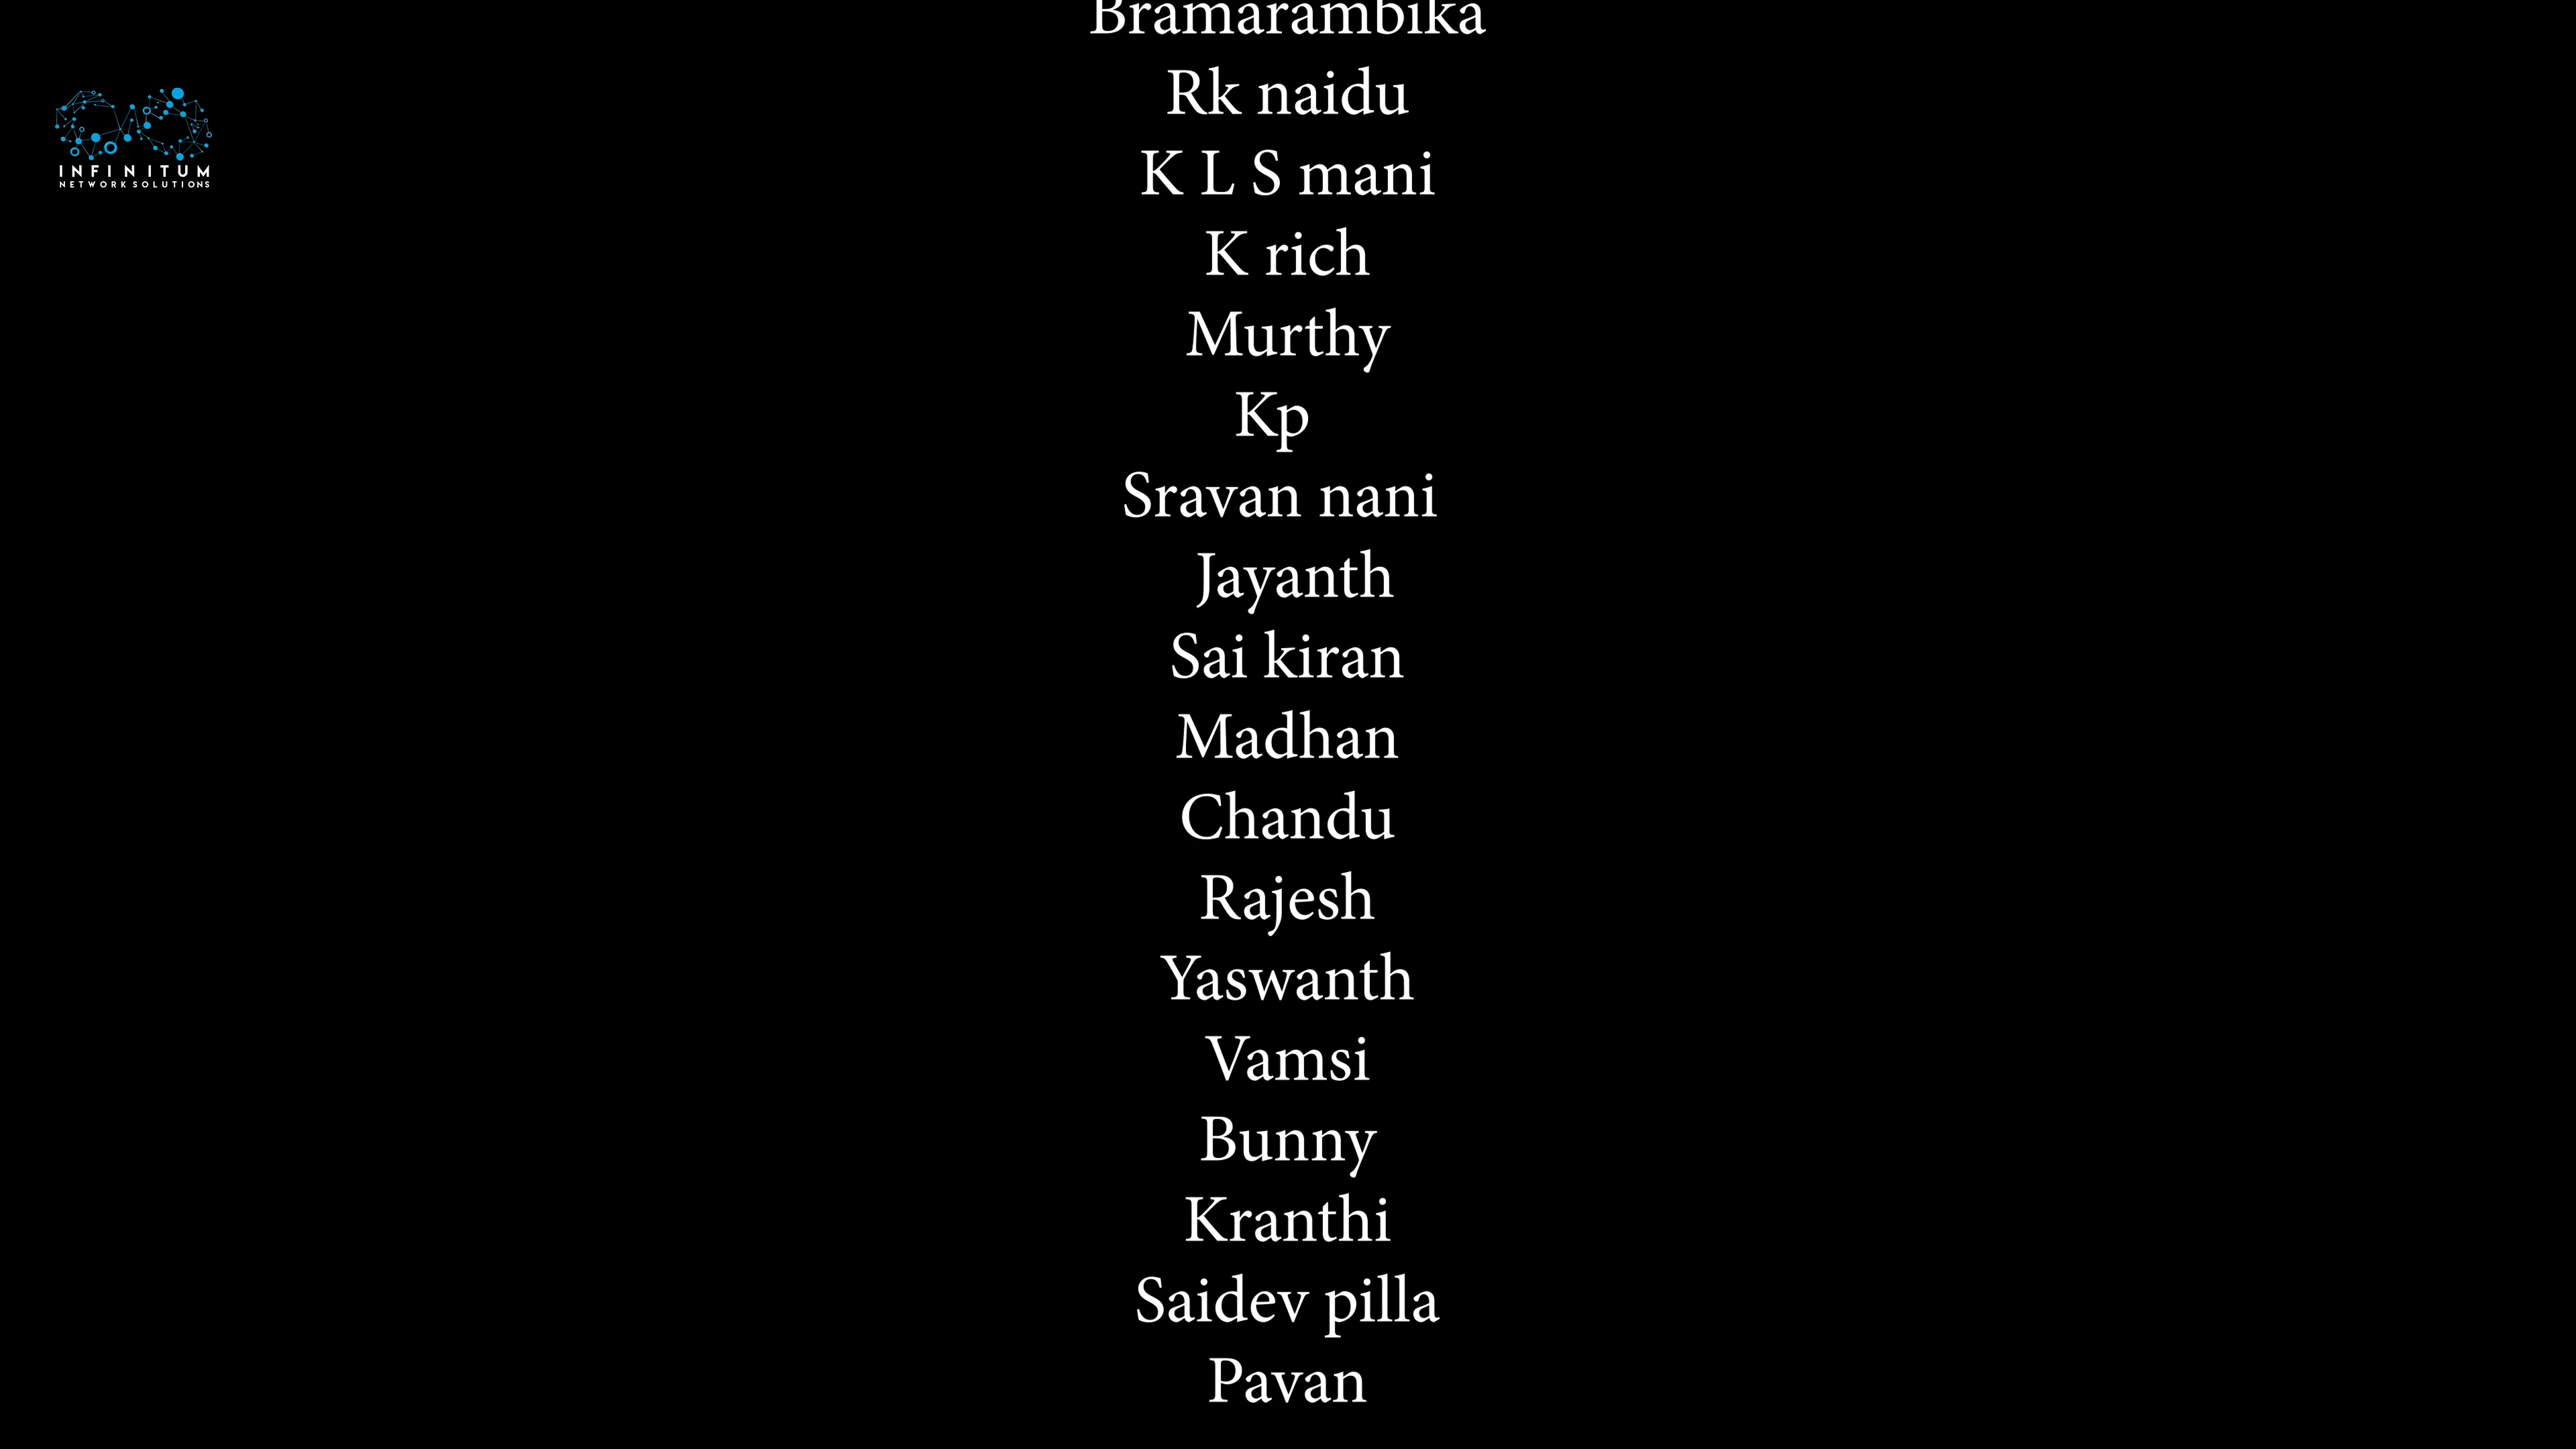 INFINITUM
NETWORK SOLUTIONS
Bramarambika
Rk naidu
K L S mani
K rich
Murthy
Kp
Sravan nani
Jayanth
Sai kiran
Madhan
Chandu
Rajesh
Yaswanth
Vamsi
Bunny
Kranthi
Saidev pilla
Pavan